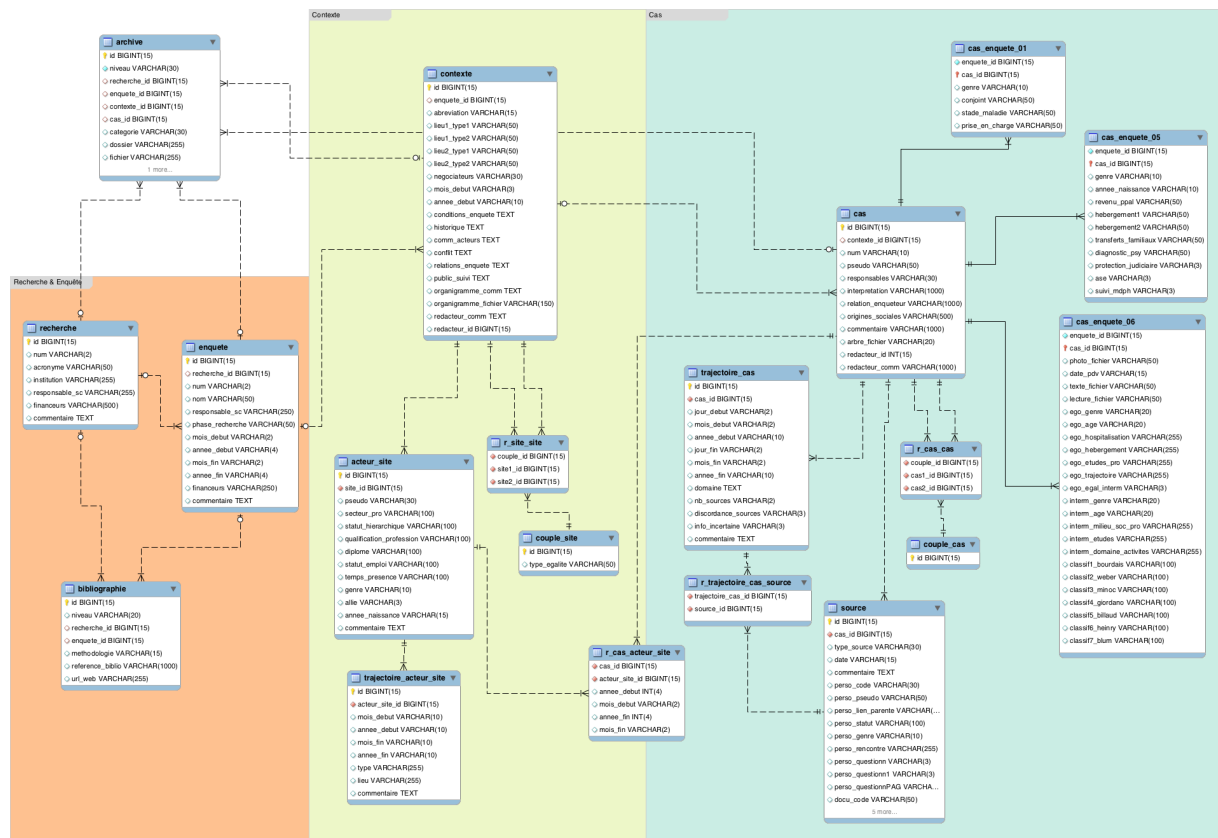 Contexte
Cas
Recherche & Enquête
archive
id BIGINT(15)
niveau VARCHAR(30)
recherche_id BIGINT(15)
enquete_id BIGINT(15)
contexte_id BIGINT(15)
cas_id BIGINT(15)
categorie VARCHAR(30)
dossier VARCHAR(255)
fichier VARCHAR(255)
1 more...
recherche
id BIGINT(15)
num VARCHAR(2)
acronyme VARCHAR(50)
institution VARCHAR(255)
responsable_sc VARCHAR(255)
financeurs VARCHAR(500)
commentaire TEXT
enquete
id BIGINT(15)
recherche_id BIGINT(15)
num VARCHAR(2)
nom VARCHAR(50)
responsable_sc VARCHAR(250)
phase_recherche VARCHAR(50)
mois_debut VARCHAR(2)
annee_debut VARCHAR(4)
mois_fin VARCHAR(2)
annee_fin VARCHAR(4)
financeurs VARCHAR(250)
commentaire TEXT
bibliographie
id BIGINT(15)
niveau VARCHAR(20)
recherche_id BIGINT(15)
enquete_id BIGINT(15)
methodologie VARCHAR(15)
reference_biblio VARCHAR(1000)
url_web VARCHAR(255)
contexte
id BIGINT(15)
enquete_id BIGINT(15)
abreviation VARCHAR(15)
lieu1_type1 VARCHAR(50)
lieu1_type2 VARCHAR(50)
lieu2_type1 VARCHAR(50)
lieu2_type2 VARCHAR(50)
negociateurs VARCHAR(30)
mois_debut VARCHAR(3)
annee_debut VARCHAR(10)
conditions_enquete TEXT
historique TEXT
comm_acteurs TEXT
conflit TEXT
relations_enquete TEXT
public_suivi TEXT
organigramme_comm TEXT
organigramme_fichier VARCHAR(150)
redacteur_comm TEXT
redacteur_id BIGINT(15)
acteur_site
id BIGINT(15)
site_id BIGINT(15)
pseudo VARCHAR(30)
secteur_pro VARCHAR(100)
statut_hierarchique VARCHAR(100)
qualification_profession VARCHAR(100)
diplome VARCHAR(100)
statut_emploi VARCHAR(100)
temps_presence VARCHAR(100)
genre VARCHAR(10)
allie VARCHAR(3)
annee_naissance VARCHAR(15)
commentaire TEXT
trajectoire_acteur_site
id BIGINT(15)
acteur_site_id BIGINT(15)
mois_debut VARCHAR(10)
annee_debut VARCHAR(10)
mois_fin VARCHAR(10)
annee_fin VARCHAR(10)
type VARCHAR(255)
lieu VARCHAR(255)
commentaire TEXT
r_site_site
couple_id BIGINT(15)
site1_id BIGINT(15)
site2_id BIGINT(15)
couple_site
id BIGINT(15)
type_egalite VARCHAR(50)
r_cas_acteur_site
cas_id BIGINT(15)
acteur_site_id BIGINT(15)
annee_debut INT(4)
mois_debut VARCHAR(2)
annee_fin INT(4)
mois_fin VARCHAR(2)
trajectoire_cas
id BIGINT(15)
cas_id BIGINT(15)
jour_debut VARCHAR(2)
mois_debut VARCHAR(2)
annee_debut VARCHAR(10)
jour_fin VARCHAR(2)
mois_fin VARCHAR(2)
annee_fin VARCHAR(10)
domaine TEXT
nb_sources VARCHAR(2)
discordance_sources VARCHAR(3)
info_incertaine VARCHAR(3)
commentaire TEXT
r_trajectoire_cas_source
trajectoire_cas_id BIGINT(15)
source_id BIGINT(15)
cas
id BIGINT(15)
contexte_id BIGINT(15)
num VARCHAR(10)
pseudo VARCHAR(50)
responsables VARCHAR(30)
interpretation VARCHAR(1000)
relation_enqueteur VARCHAR(1000)
origines_sociales VARCHAR(500)
commentaire VARCHAR(1000)
arbre_fichier VARCHAR(20)
redacteur_id INT(15)
redacteur_comm VARCHAR(1000)
r_cas_cas
couple_id BIGINT(15)
cas1_id BIGINT(15)
cas2_id BIGINT(15)
couple_cas
id BIGINT(15)
source
id BIGINT(15)
cas_id BIGINT(15)
type_source VARCHAR(30)
date VARCHAR(15)
commentaire TEXT
perso_code VARCHAR(30)
perso_pseudo VARCHAR(50)
perso_lien_parente VARCHAR(...
perso_statut VARCHAR(100)
perso_genre VARCHAR(10)
perso_rencontre VARCHAR(255)
perso_questionn VARCHAR(3)
perso_questionn1 VARCHAR(3)
perso_questionnPAG VARCHA...
docu_code VARCHAR(50)
5 more...
cas_enquete_01
enquete_id BIGINT(15)
cas_id BIGINT(15)
genre VARCHAR(10)
conjoint VARCHAR(50)
stade_maladie VARCHAR(50)
prise_en_charge VARCHAR(50)
cas_enquete_05
enquete_id BIGINT(15)
cas_id BIGINT(15)
genre VARCHAR(10)
annee_naissance VARCHAR(10)
revenu_ppal VARCHAR(50)
hebergement1 VARCHAR(50)
hebergement2 VARCHAR(50)
transferts_familiaux VARCHAR(50)
diagnostic_psy VARCHAR(50)
protection_judiciaire VARCHAR(3)
ase VARCHAR(3)
suivi_mdph VARCHAR(3)
cas_enquete_06
enquete_id BIGINT(15)
cas_id BIGINT(15)
photo_fichier VARCHAR(50)
date_pdv VARCHAR(15)
texte_fichier VARCHAR(50)
lecture_fichier VARCHAR(50)
ego_genre VARCHAR(20)
ego_age VARCHAR(20)
ego_hospitalisation VARCHAR(255)
ego_hebergement VARCHAR(255)
ego_etudes_pro VARCHAR(255)
ego_trajectoire VARCHAR(255)
ego_egal_interm VARCHAR(3)
interm_genre VARCHAR(20)
interm_age VARCHAR(20)
interm_milieu_soc_pro VARCHAR(255)
interm_etudes VARCHAR(255)
interm_domaine_activites VARCHAR(255)
classif1_bourdais VARCHAR(100)
classif2_weber VARCHAR(100)
classif3_minoc VARCHAR(100)
classif4_giordano VARCHAR(100)
classif5_billaud VARCHAR(100)
classif6_heinry VARCHAR(100)
classif7_blum VARCHAR(100)